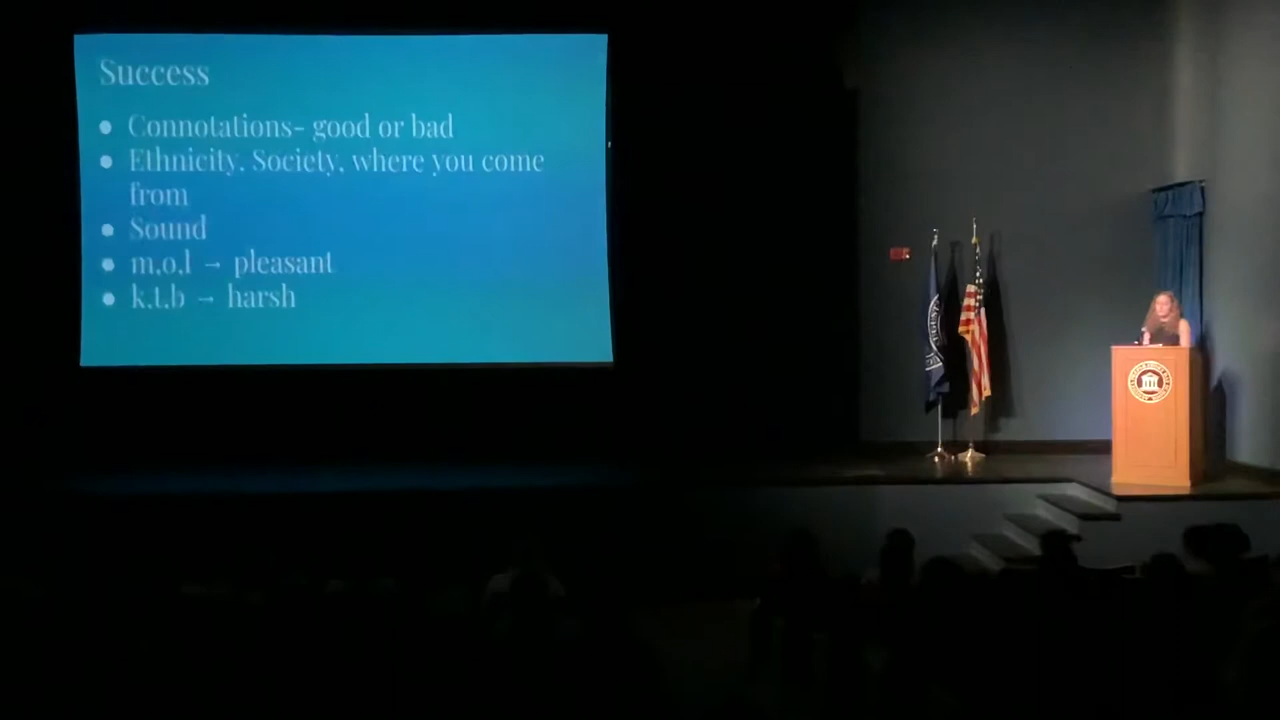 Success
● Connotations- good or bad
● Ethnicity, Society, where you come
from
● Sound
● m,o,l → pleasant
● k,t,b → harsh